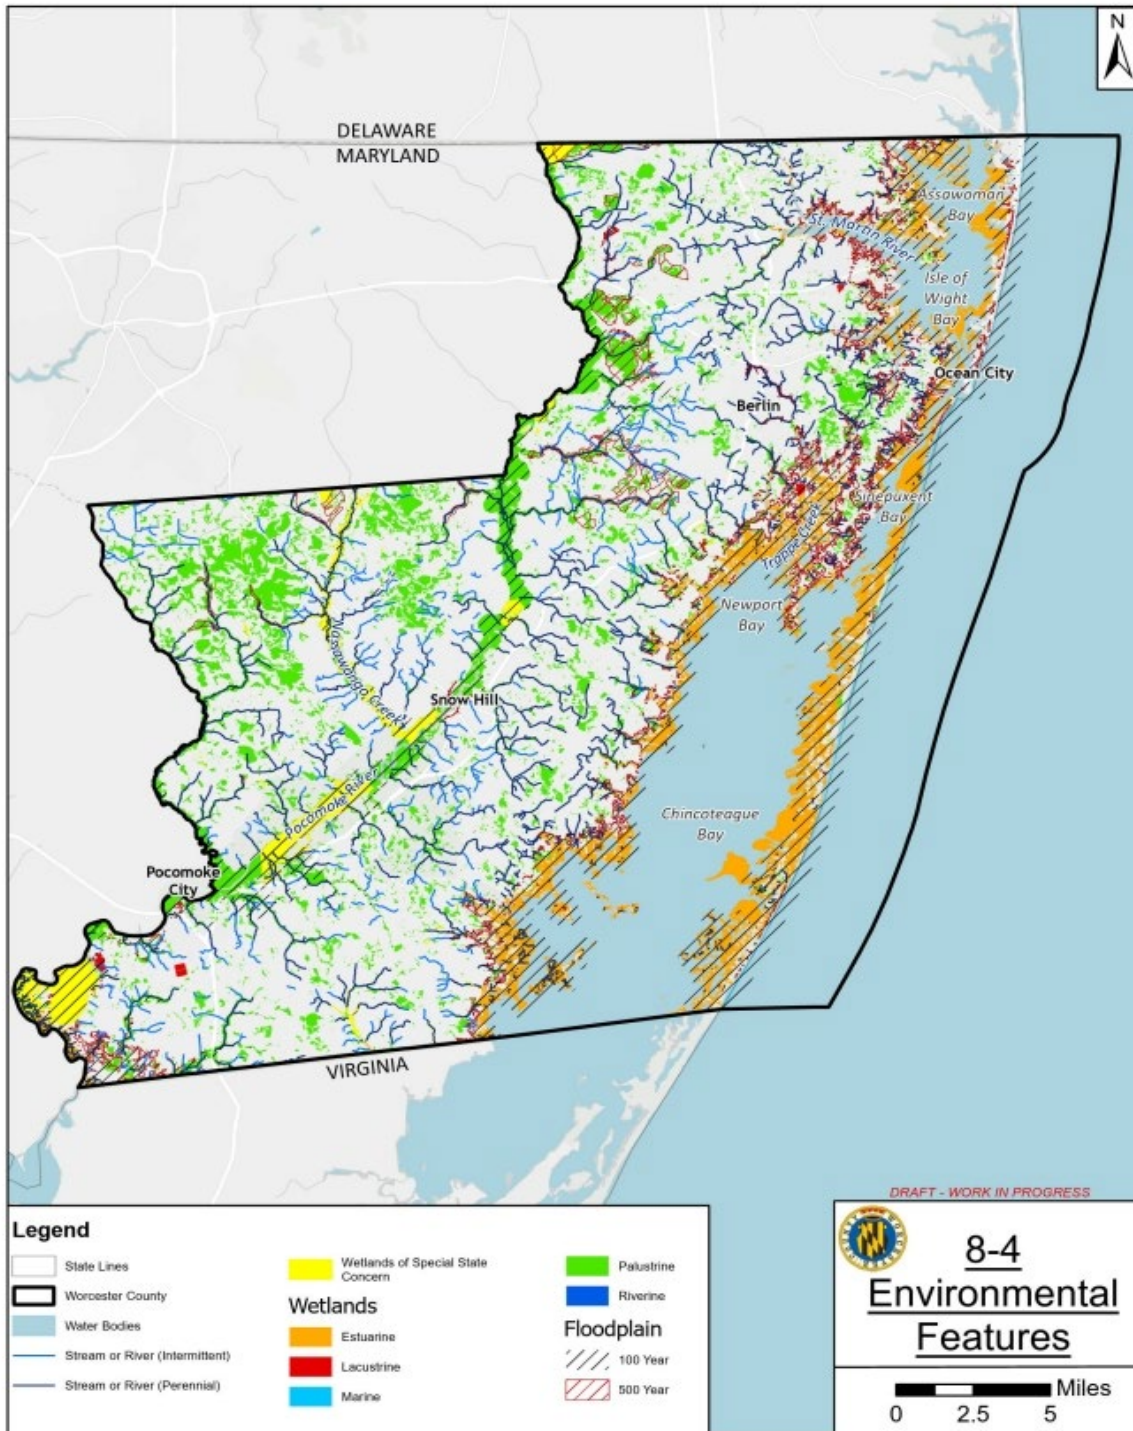 N
DELAWARE
MARYLAND
Assawoman
Bay
St. Martin River
Isle of
Wight
Bay
Ocean City
Berlin
Sinepuxent
Bay
Trappe Creek
Newport
Bay
Nassawango Creek
Snow Hill
Pocomoke River
Chincoteague
Bay
Pocomoke
City
VIRGINIA
DRAFT - WORK IN PROGRESS
Legend
State Lines
Worcester County
Water Bodies
Stream or River (Intermittent)
Stream or River (Perennial)
Wetlands of Special State
Concern
Wetlands
Estuarine
Lacustrine
Marine
Palustrine
Riverine
Floodplain
100 Year
500 Year
8-4
Environmental
Features
Miles
0 2.5 5